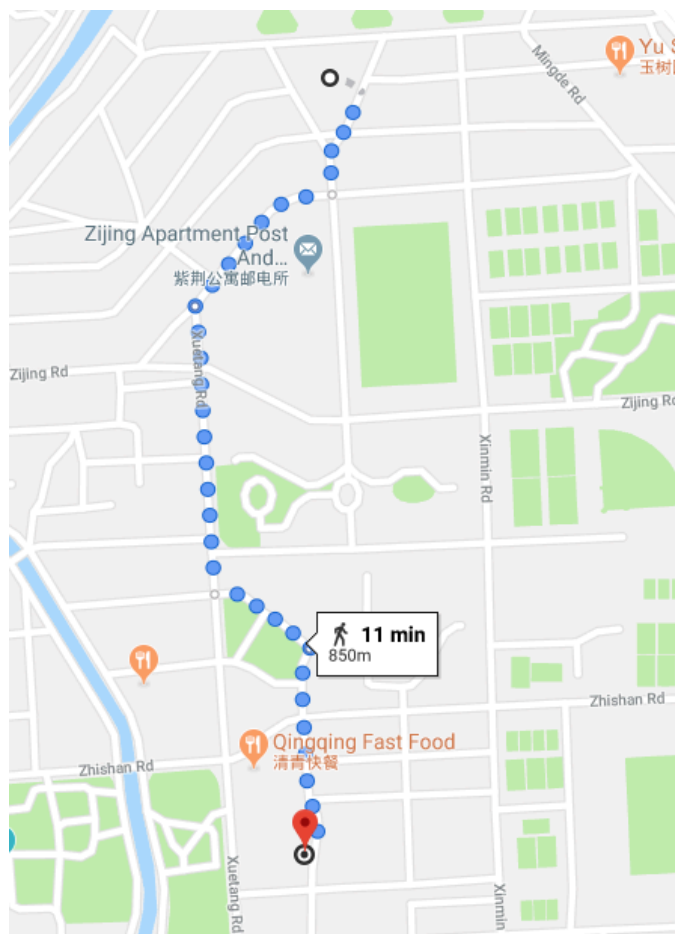 Yu S
玉树
Mingde Rd
Zijing Apartment Post
And...
紫荆公寓邮电所
Xuetang Rd
Zijing Rd
Zijing Rd
Xinmin Rd
11 min
850m
Zhishan Rd
Qingqing Fast Food
清青快餐
Zhishan Rd
Xuetang Rd
Xinmin